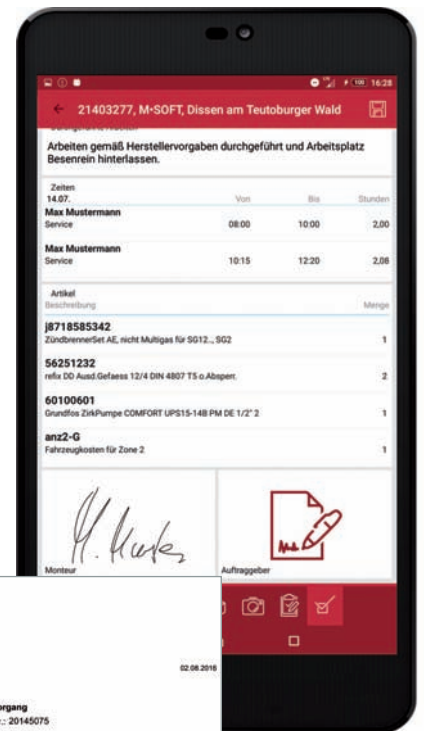 16:28
21403277, M•SOFT, Dissen am Teutoburger Wald
Arbeiten gemäß Herstellervorgaben durchgeführt und Arbeitsplatz
Besenrein hinterlassen.
Zeiten
14.07. Von Bis Stunden
Max Mustermann
Service 08:00 10:00 2,00
Max Mustermann
Service 10:15 12:20 2,08
Artikel
Beschreibung Menge
j8718585342
ZündbrennerSet AE, nicht Multigas für SG12.., SG2 1
56251232
refix DD Ausd.Gefaess 12/4 DIN 4807 T5 o.Absperr. 2
60100601
Grundfos ZirkPumpe COMFORT UPS15-14B PM DE 1/2" 2 1
anz2-G
Fahrzeugkosten für Zone 2 1
M. Muster
Monteur Auftraggeber
02.08.2016
organg
.: 20145075